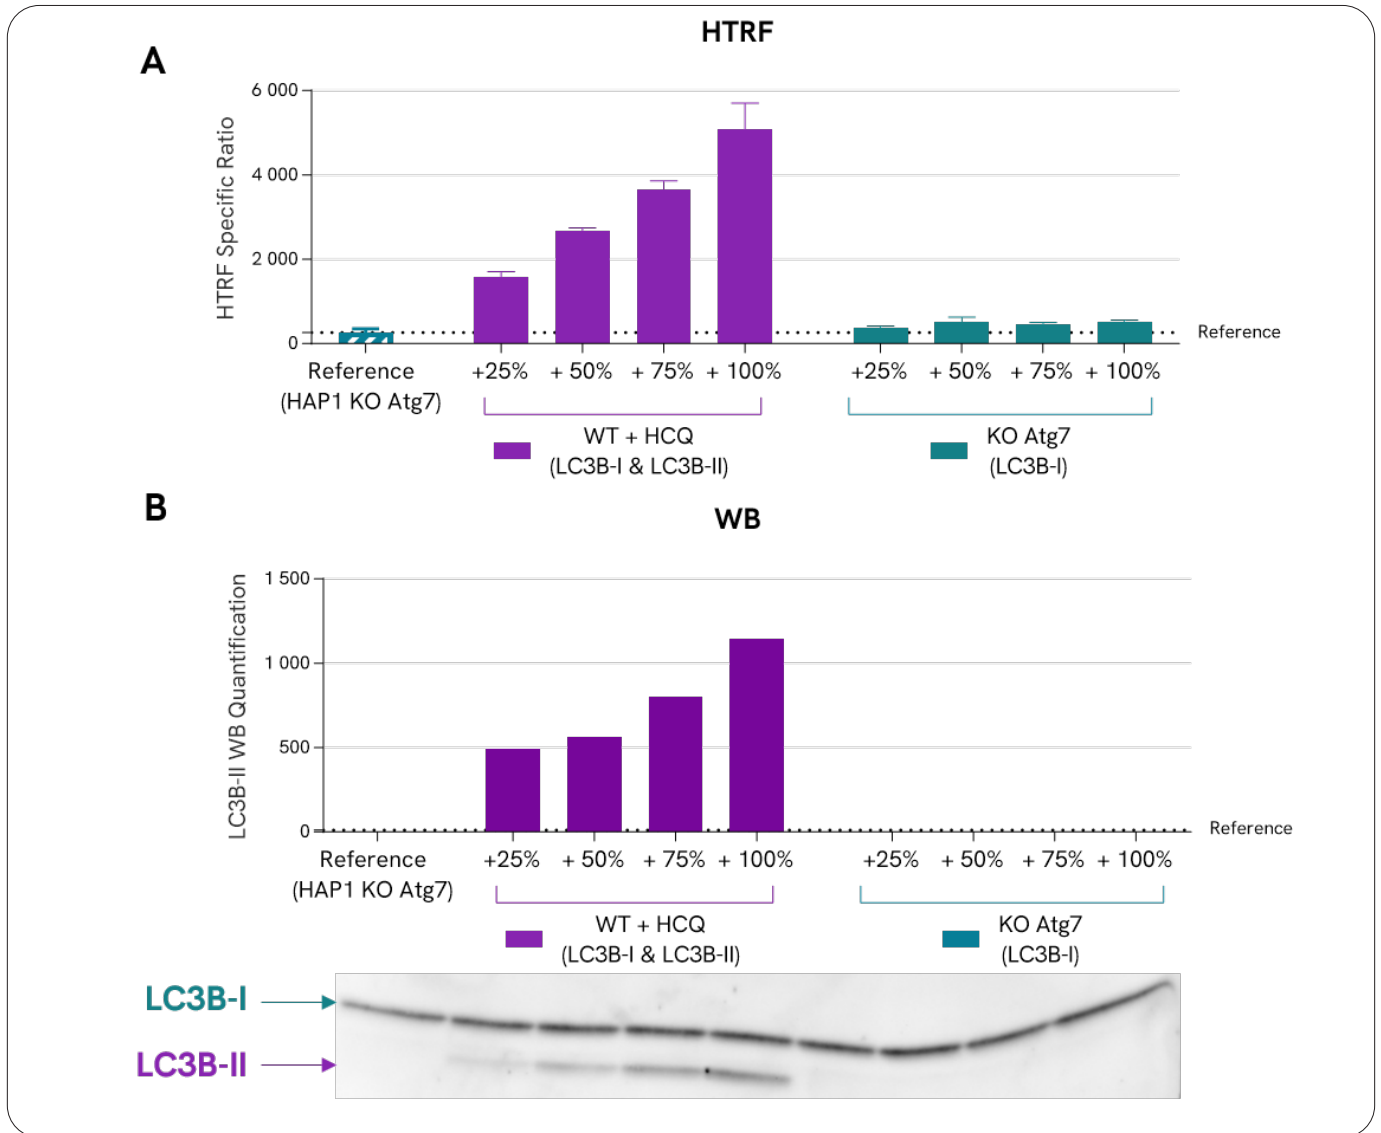 HTRF
A
HTRF Specific Ratio
6 000
4 000
2 000
0
Reference
Reference
(HAP1 KO Atg7)
+25% + 50% + 75% + 100%
+25% + 50% + 75% + 100%
WT + HCQ
(LC3B-I & LC3B-II)
KO Atg7
(LC3B-I)
B
WB
LC3B-II WB Quantification
1 500
1 000
500
0
Reference
Reference
(HAP1 KO Atg7)
+25% + 50% + 75% + 100%
+25% + 50% + 75% + 100%
WT + HCQ
(LC3B-I & LC3B-II)
KO Atg7
(LC3B-I)
LC3B-I
LC3B-II